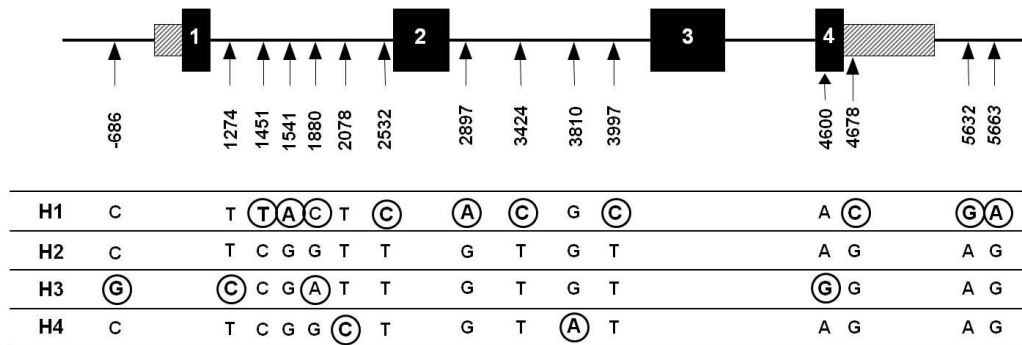 1 2 3 4
-686 1274 1451 1541 1880 2078 2532 2897 3424 3810 3997 4600 4678 5632 5663
H1 C T T A C T C A C G C A C G A
H2 C T C G G T T G T G T A G A G
H3 G C C G A T T G T G T G G A G
H4 C T C G G C T G T A T A G A G